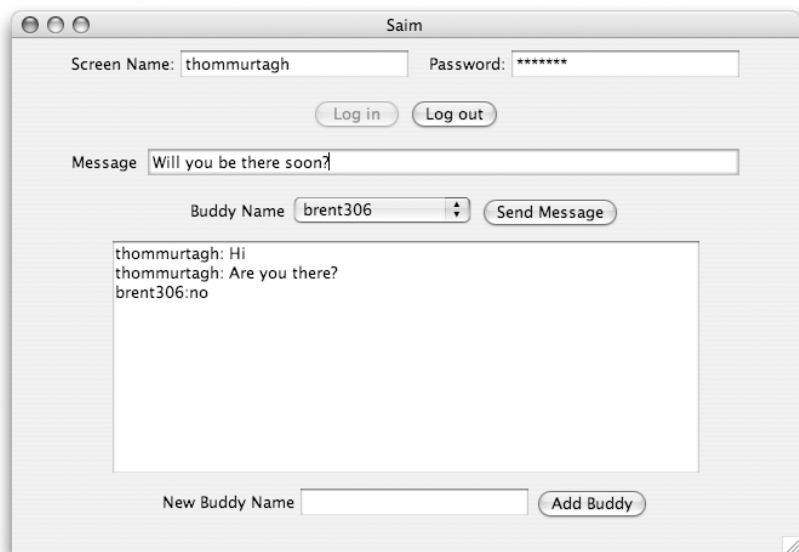 Saim
Screen Name: thommurtagh Password: *******
Log in Log out
Message Will you be there soon?
Buddy Name brent306 Send Message
thommurtagh: Hi
thommurtagh: Are you there?
brent306:no
New Buddy Name Add Buddy